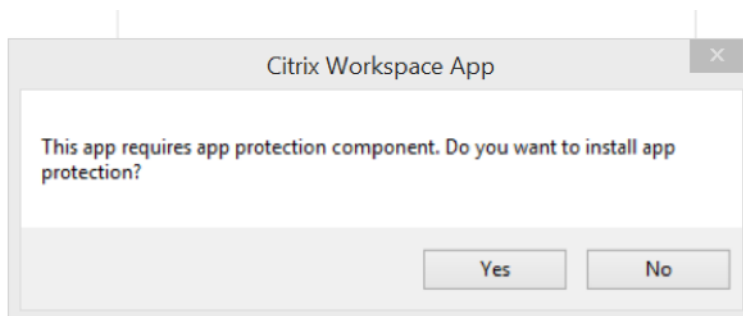 Citrix Workspace App
This app requires app protection component. Do you want to install app
protection?
Yes
No